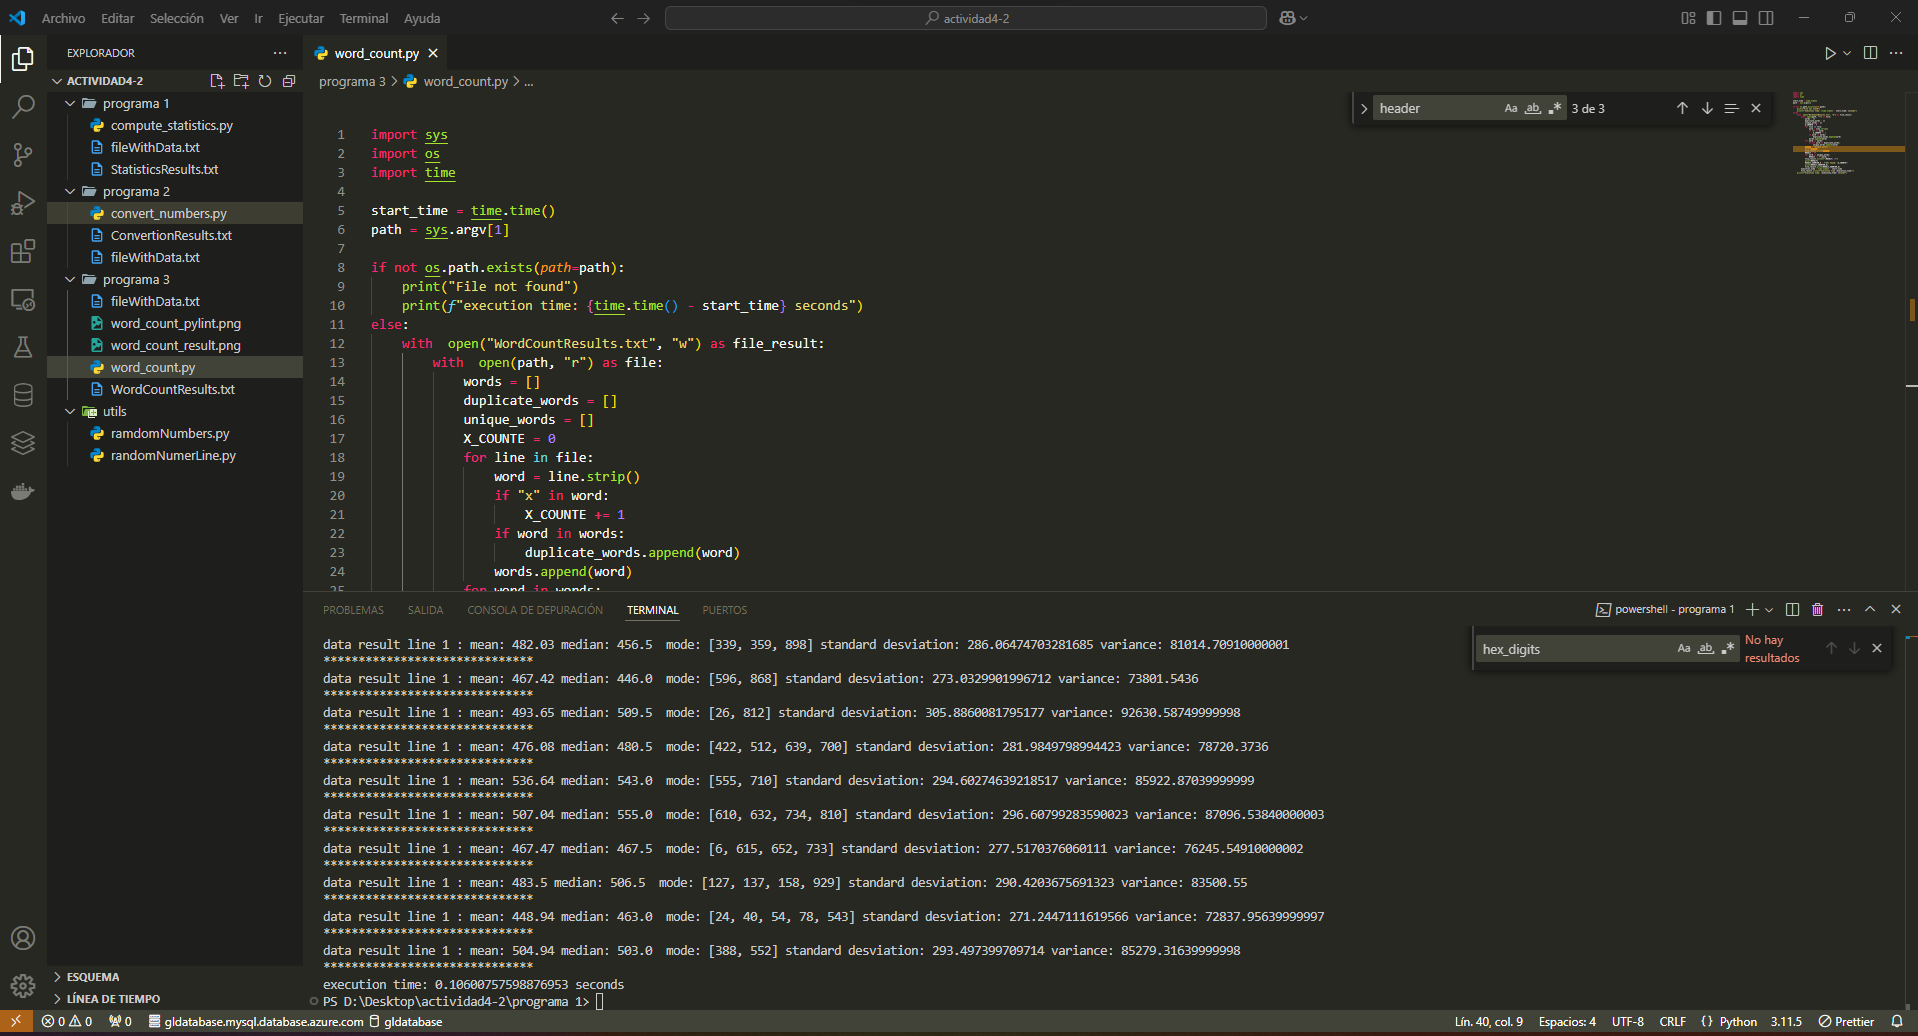 Archivo Editar Selección Ver Ir Ejecutar Terminal Ayuda actividad4-2
EXPLORADOR
ACTIVIDAD4-2
programa 1
compute_statistics.py
fileWithData.txt
StatisticsResults.txt
programa 2
convert_numbers.py
ConvertionResults.txt
fileWithData.txt
programa 3
fileWithData.txt
word_count_pylint.png
word_count_result.png
word_count.py
WordCountResults.txt
utils
ramdomNumbers.py
randomNumerLine.py
ESQUEMA
LÍNEA DE TIEMPO
word_count.py
programa 3 > word_count.py > ...
header Aa ab .* 3 de 3
1 import sys
2 import os
3 import time
4
5 start_time = time.time()
6 path = sys.argv[1]
7
8 if not os.path.exists(path=path):
9     print("File not found")
10     print(f"execution time: {time.time() - start_time} seconds")
11 else:
12     with  open("WordCountResults.txt", "w") as file_result:
13         with  open(path, "r") as file:
14             words = []
15             duplicate_words = []
16             unique_words = []
17             X_COUNTE = 0
18             for line in file:
19                 word = line.strip()
20                 if "x" in word:
21                     X_COUNTE += 1
22                 if word in words:
23                     duplicate_words.append(word)
24                 words.append(word)
25             for word in words:
PROBLEMAS SALIDA CONSOLA DE DEPURACIÓN TERMINAL PUERTOS
powershell - programa 1
hex_digits Aa ab .* No hay resultados
data result line 1 : mean: 482.03 median: 456.5  mode: [339, 359, 898] standard desviation: 286.06474703281685 variance: 81014.70910000001
******************************
data result line 1 : mean: 467.42 median: 446.0  mode: [596, 868] standard desviation: 273.0329901996712 variance: 73801.5436
******************************
data result line 1 : mean: 493.65 median: 509.5  mode: [26, 812] standard desviation: 305.8860081795177 variance: 92630.58749999998
******************************
data result line 1 : mean: 476.08 median: 480.5  mode: [422, 512, 639, 700] standard desviation: 281.9849798994423 variance: 78720.3736
******************************
data result line 1 : mean: 536.64 median: 543.0  mode: [555, 710] standard desviation: 294.60274639218517 variance: 85922.87039999999
******************************
data result line 1 : mean: 507.04 median: 555.0  mode: [610, 632, 734, 810] standard desviation: 296.60799283590023 variance: 87096.53840000003
******************************
data result line 1 : mean: 467.47 median: 467.5  mode: [6, 615, 652, 733] standard desviation: 277.5170376060111 variance: 76245.54910000002
******************************
data result line 1 : mean: 483.5 median: 506.5  mode: [127, 137, 158, 929] standard desviation: 290.4203675691323 variance: 83500.55
******************************
data result line 1 : mean: 448.94 median: 463.0  mode: [24, 40, 54, 78, 543] standard desviation: 271.2447111619566 variance: 72837.95639999997
******************************
data result line 1 : mean: 504.94 median: 503.0  mode: [388, 552] standard desviation: 293.497399709714 variance: 85279.31639999998
******************************
execution time: 0.10600757598876953 seconds
PS D:\Desktop\actividad4-2\programa 1>
0 0 0 gldatabase.mysql.database.azure.com gldatabase Lín. 40, col. 9 Espacios: 4 UTF-8 CRLF {} Python 3.11.5 Prettier